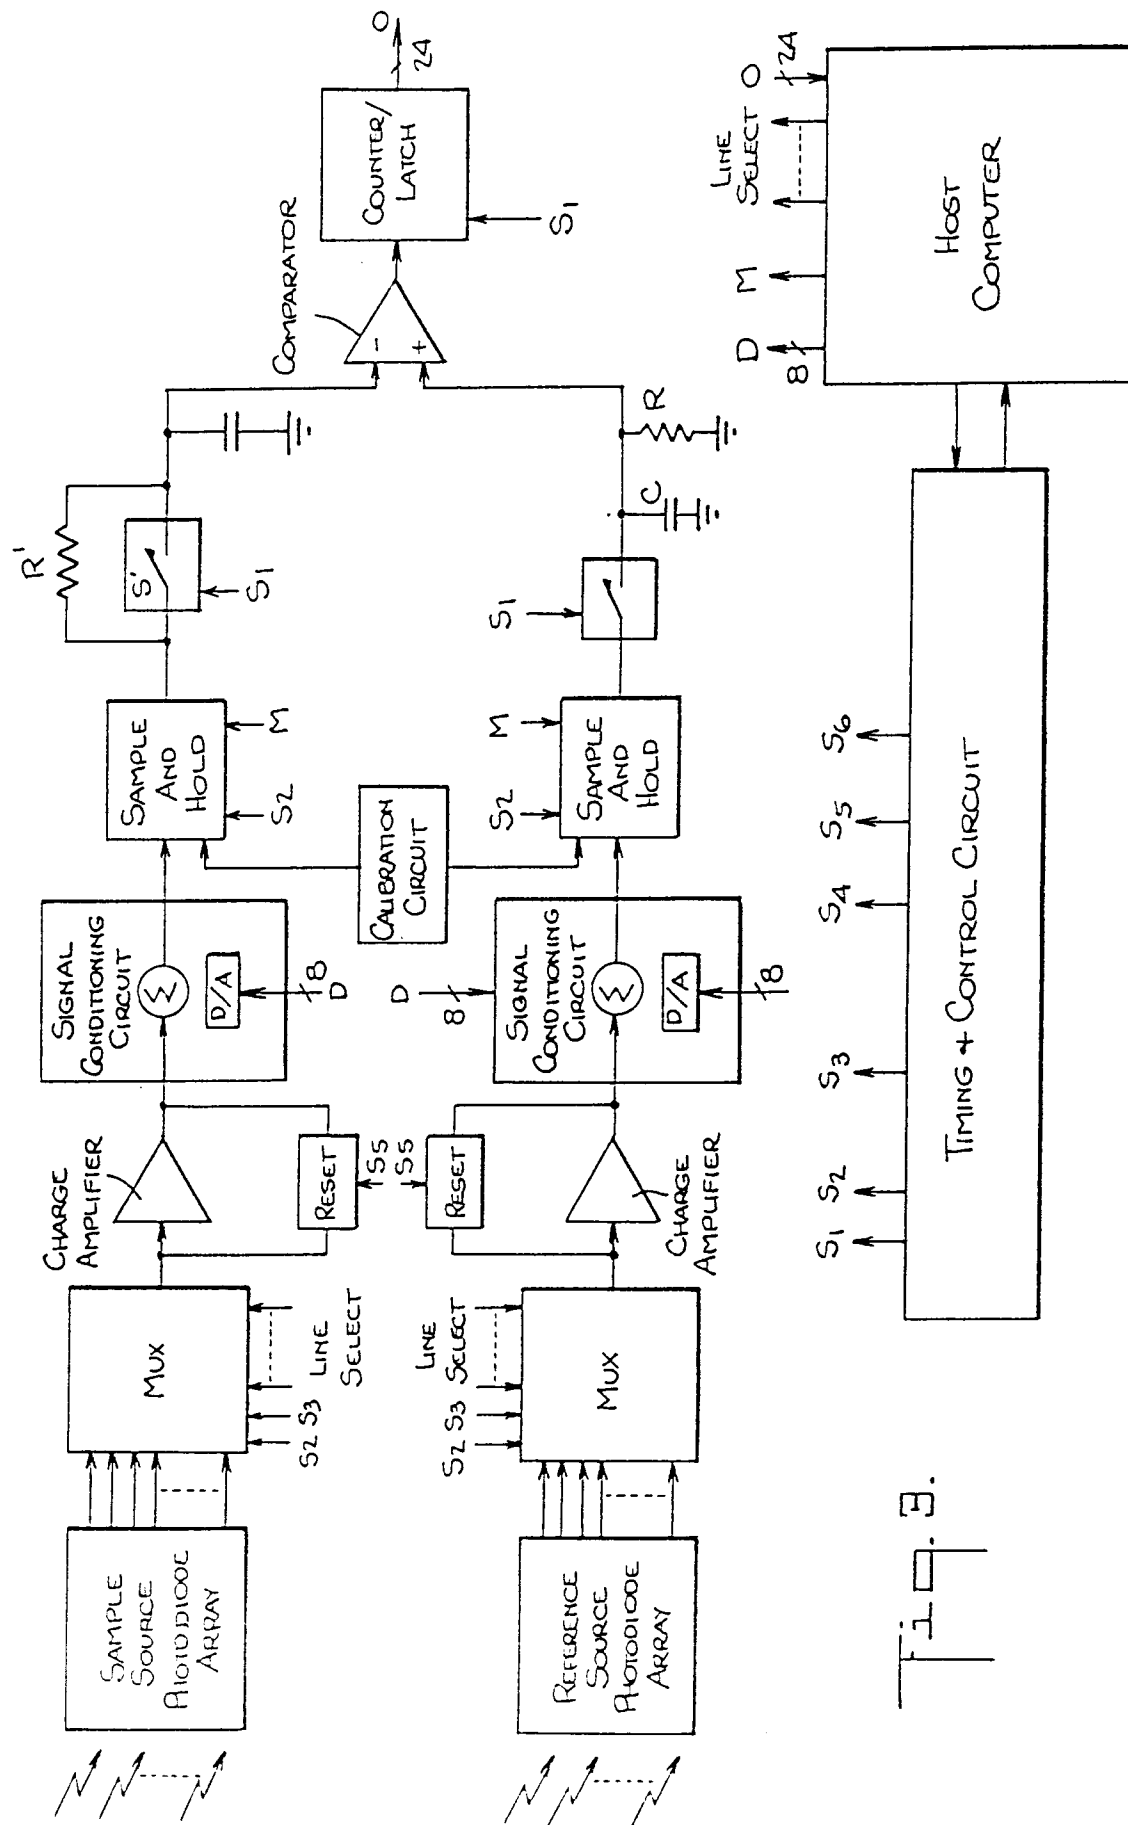 SAMPLE
SOURCE
PHOTODIODE
ARRAY
MUX
S2
S3
LINE
SELECT
CHARGE
AMPLIFIER
RESET
S5
SIGNAL
CONDITIONING
CIRCUIT
Σ
D/A
8
D
SAMPLE
AND
HOLD
S2
M
R'
S'
S1
COMPARATOR
-
+
COUNTER/
LATCH
S1
O
24
CALIBRATION
CIRCUIT
REFERENCE
SOURCE
PHOTODIODE
ARRAY
MUX
S2
S3
LINE
SELECT
RESET
S5
CHARGE
AMPLIFIER
D
8
SIGNAL
CONDITIONING
CIRCUIT
Σ
D/A
8
S2
M
SAMPLE
AND
HOLD
S1
C
R
TIMING + CONTROL CIRCUIT
S1
S2
S3
S4
S5
S6
HOST
COMPUTER
D
8
M
LINE
SELECT
O
24
Fig. 3.